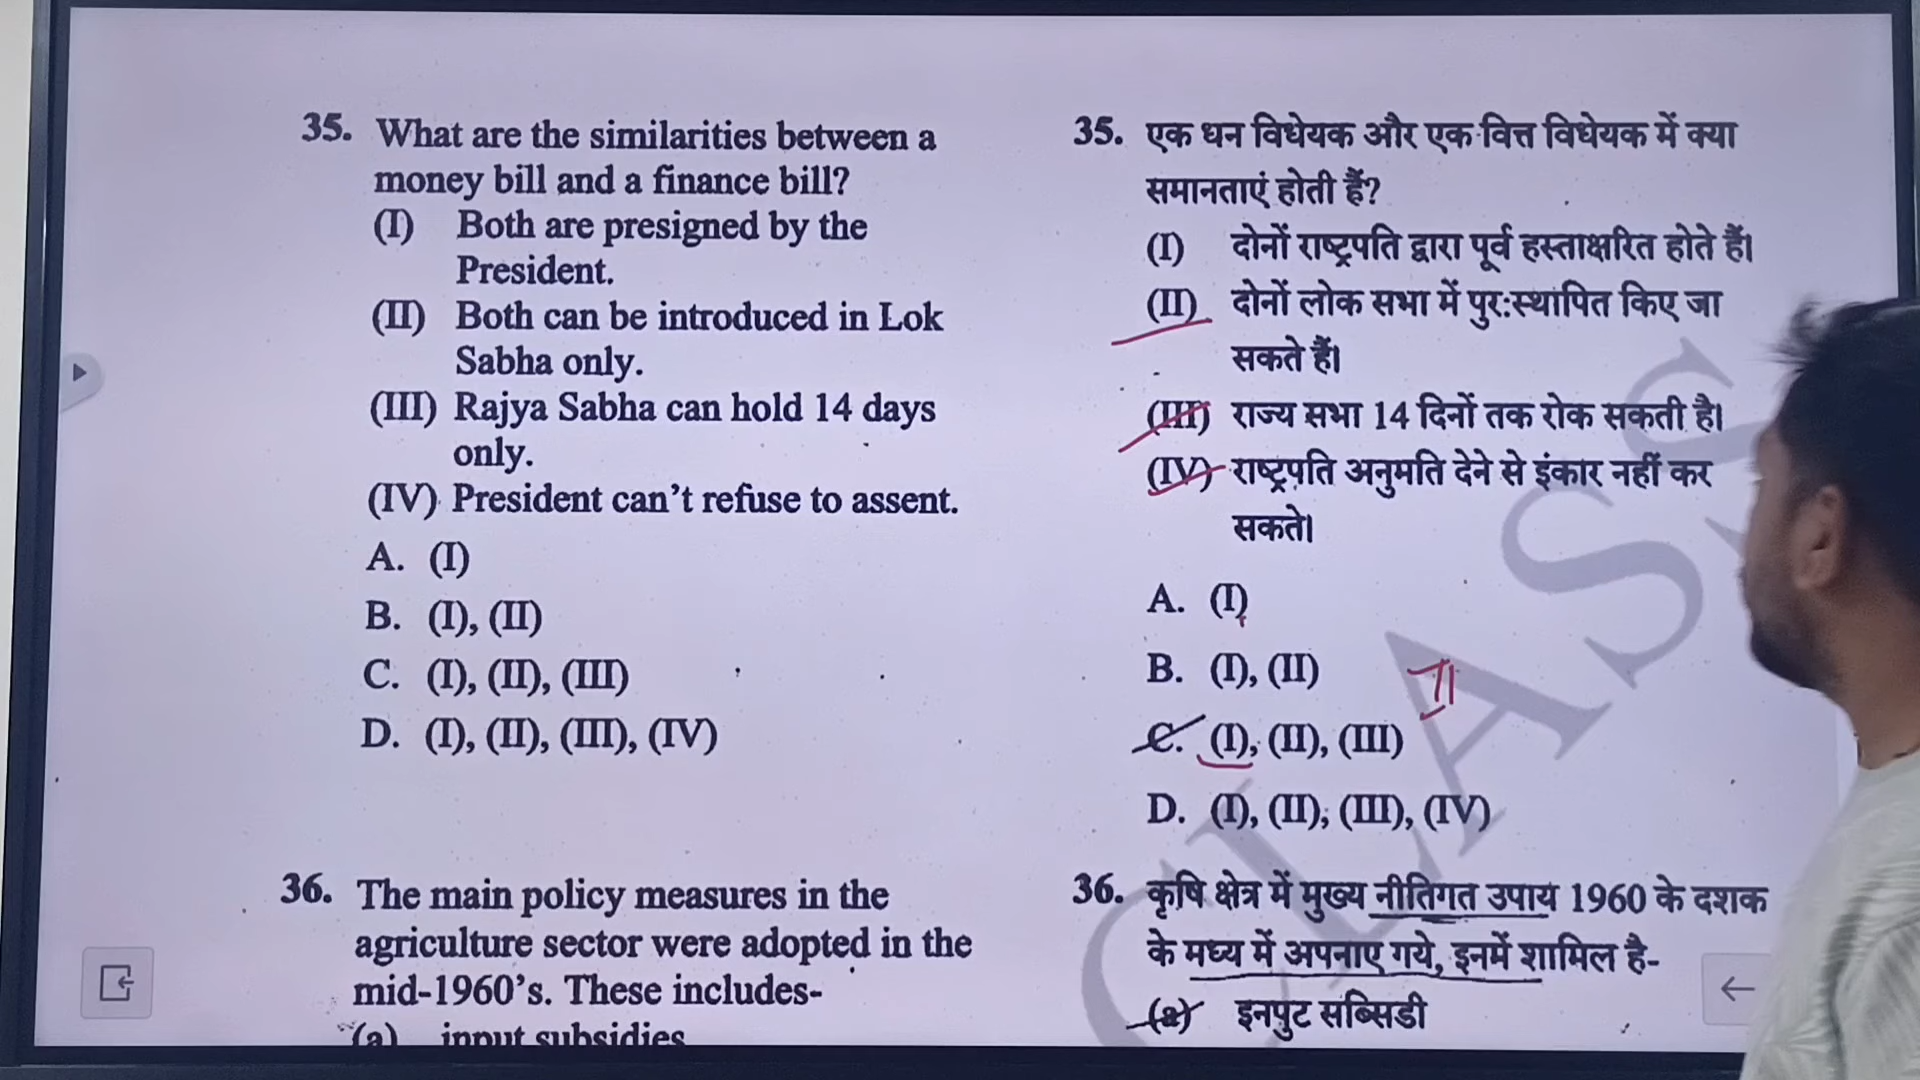 35. What are the similarities between a
money bill and a finance bill?
(I) Both are presigned by the
President.
(II) Both can be introduced in Lok
Sabha only.
(III) Rajya Sabha can hold 14 days
only.
(IV) President can't refuse to assent.
A. (I)
B. (I), (II)
C. (I), (II), (III)
D. (I), (II), (III), (IV)
36. The main policy measures in the
agriculture sector were adopted in the
mid-1960's. These includes-
(a) input subsidies
35. एक धन विधेयक और एक वित्त विधेयक में क्या
समानताएं होती हैं?
(I) दोनों राष्ट्रपति द्वारा पूर्व हस्ताक्षरित होते हैं।
(II) दोनों लोक सभा में पुर:स्थापित किए जा
सकते हैं।
(III) राज्य सभा 14 दिनों तक रोक सकती है।
(IV) राष्ट्रपति अनुमति देने से इंकार नहीं कर
सकते।
A. (I)
B. (I), (II)
C. (I), (II), (III)
D. (I), (II), (III), (IV)
36. कृषि क्षेत्र में मुख्य नीतिगत उपाय 1960 के दशक
के मध्य में अपनाए गये, इनमें शामिल है-
(a) इनपुट सब्सिडी
CLASS